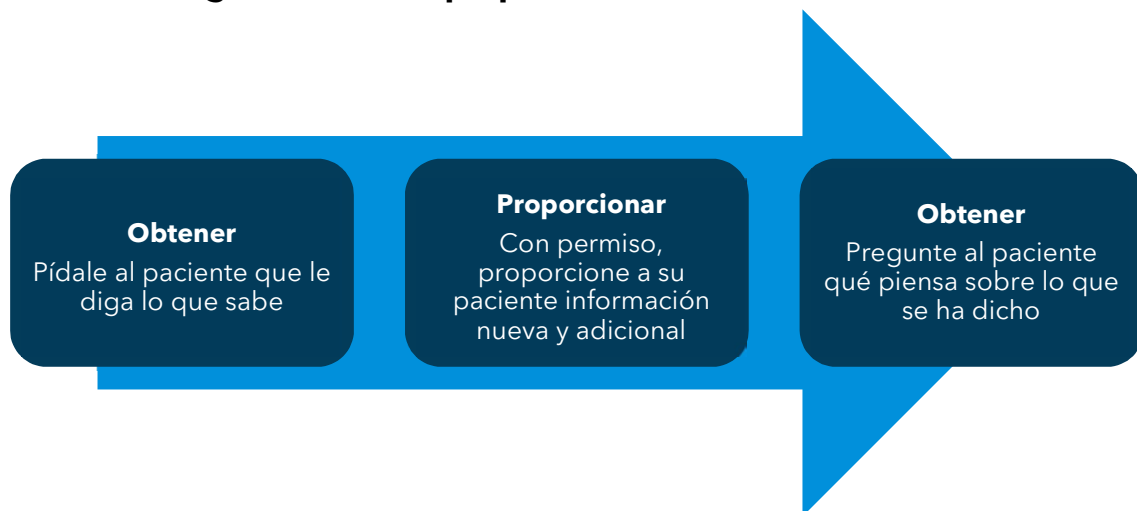 Obtener
Pídale al paciente que le
diga lo que sabe
Proporcionar
Con permiso,
proporcione a su
paciente información
nueva y adicional
Obtener
Pregunte al paciente
qué piensa sobre lo que
se ha dicho